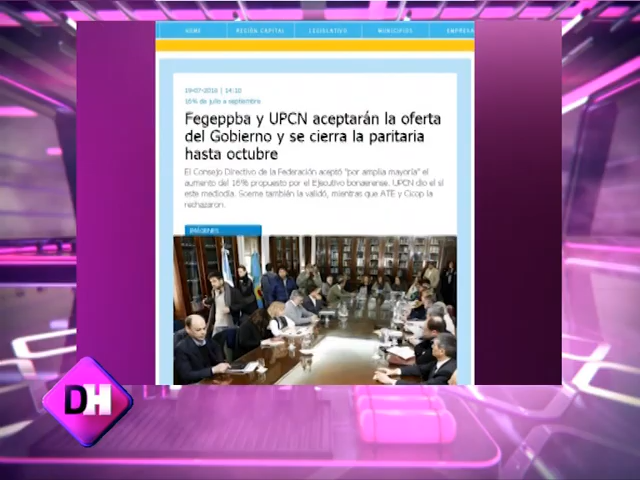 HOME REGIÓN CAPITAL LEGISLATIVO MUNICIPIOS EMPRESA
19-07-2016 | 14:10
16% de julio a septiembre
Fegeppba y UPCN aceptarán la oferta
del Gobierno y se cierra la paritaria
hasta octubre
El Consejo Directivo de la Federación aceptó "por amplia mayoría" el
aumento del 16% propuesto por el Ejecutivo bonaerense. UPCN dio el sí
este mediodía. Soeme también la validó, mientras que ATE y Cicop la
rechazaron.
IMÁGENES
DH